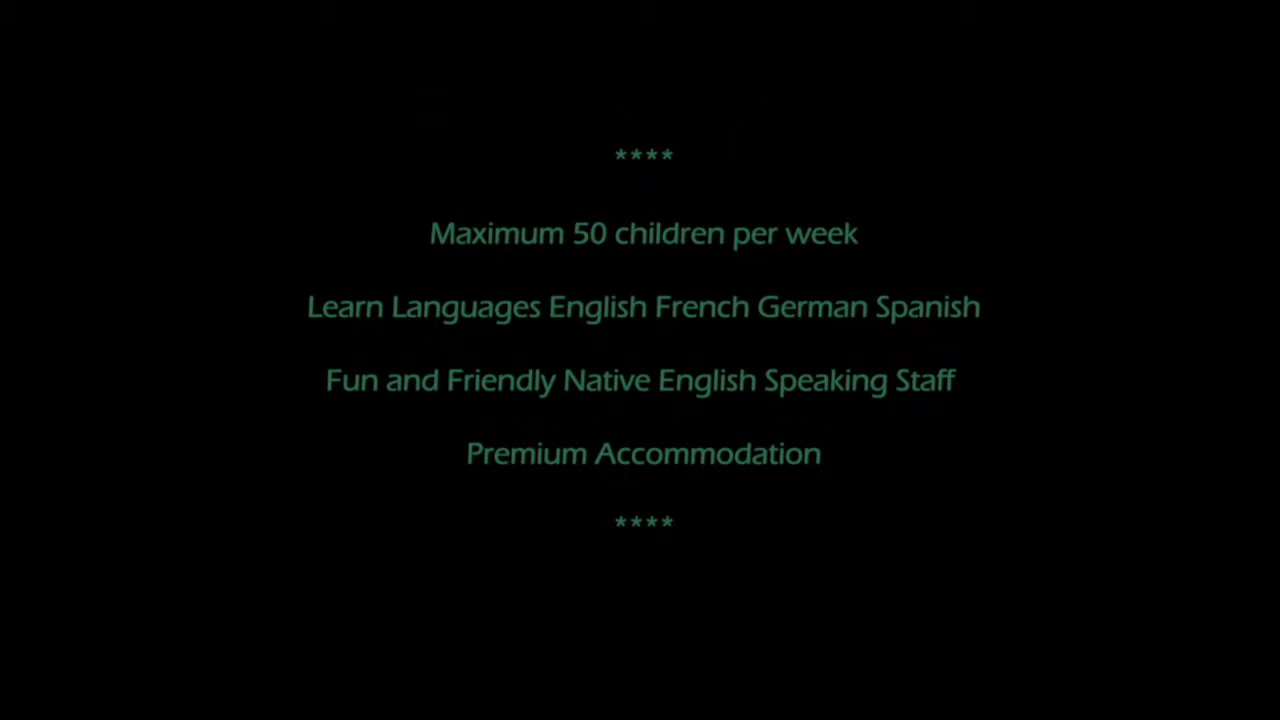 ****
Maximum 50 children per week
Learn Languages English French German Spanish
Fun and Friendly Native English Speaking Staff
Premium Accommodation
****